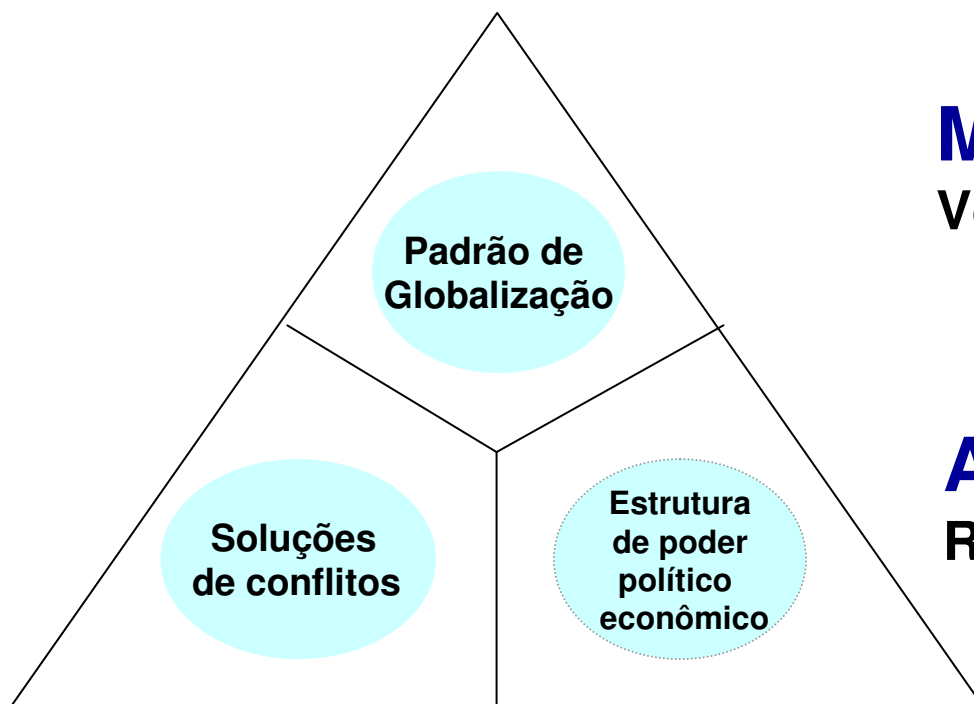 Padrão de
Globalização
Soluções
de conflitos
Estrutura
de poder
político
econômico